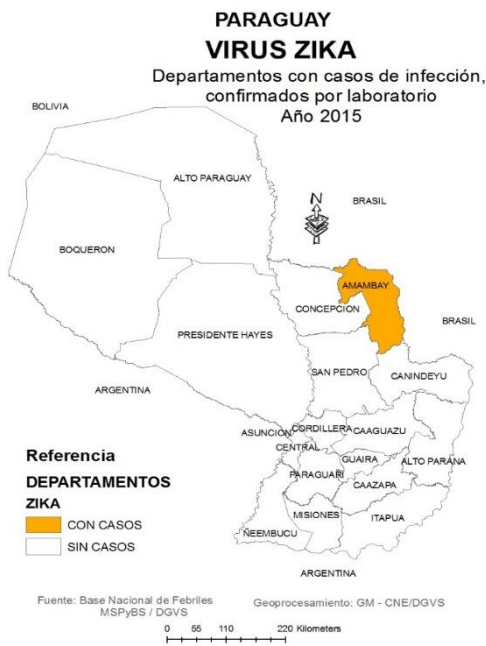 PARAGUAY
VIRUS ZIKA
Departamentos con casos de infección,
confirmados por laboratorio
Año 2015
BOLIVIA
ALTO PARAGUAY
N
BRASIL
BOQUERON
AMAMBAY
CONCEPCION
BRASIL
PRESIDENTE HAYES
SAN PEDRO
CANINDEYU
ARGENTINA
ASUNCION
CORDILLERA
CAAGUAZU
CENTRAL
GUAIRA
ALTO PARANA
PARAGUARI
CAAZAPA
MISIONES
ITAPUA
ÑEEMBUCU
ARGENTINA
Referencia
DEPARTAMENTOS
ZIKA
CON CASOS
SIN CASOS
Fuente: Base Nacional de Febriles
MSPyBS / DGVS
Geoprocesamiento: GM - CNE/DGVS
0 55 110 220 Kilometers